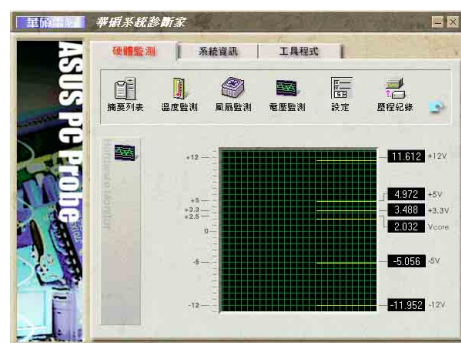 華碩系統診斷家
ASUS PC Probe
硬體監測
系統資訊
工具程式
摘要列表
溫度監測
風扇監測
電壓監測
設定
歷程紀錄
Hardware Monitor
+12
+5
+3.3
+2.5
0
-5
-12
11.612 +12V
4.972 +5V
3.488 +3.3V
2.032 Vcore
-5.056 -5V
-11.952 -12V